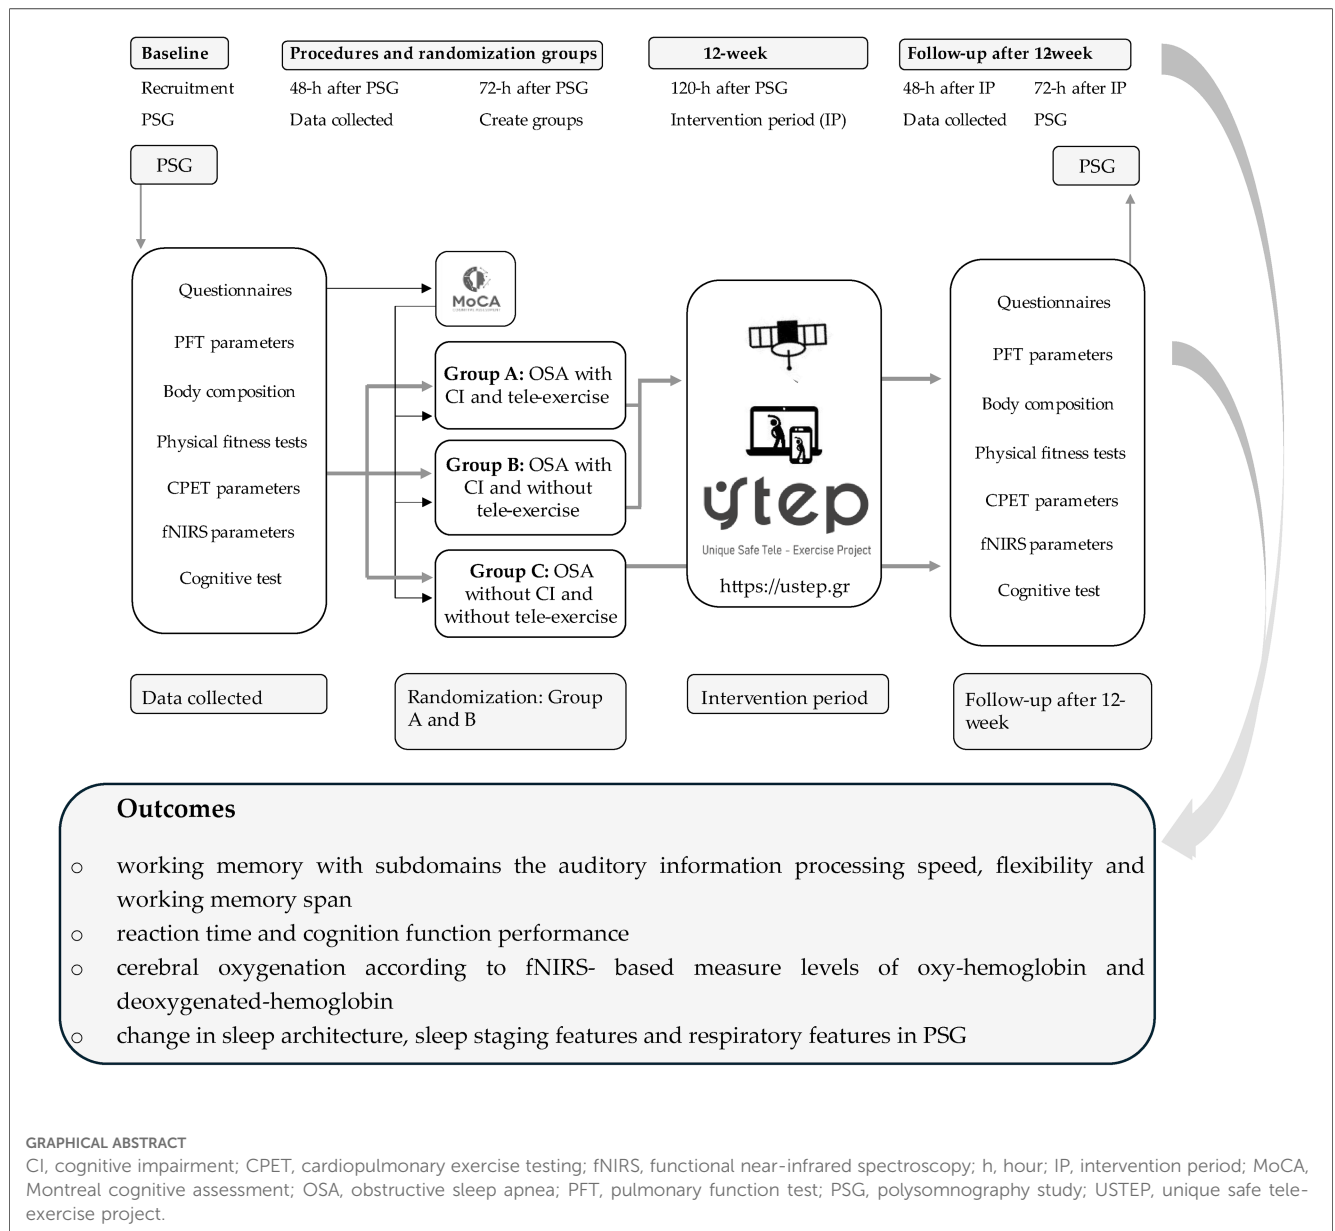 Baseline
Procedures and randomization groups
12-week
Follow-up after 12week
Recruitment
48-h after PSG
72-h after PSG
120-h after PSG
48-h after IP
72-h after IP
PSG
Data collected
Create groups
Intervention period (IP)
Data collected
PSG
PSG
PSG
Questionnaires
PFT parameters
Body composition
Physical fitness tests
CPET parameters
fNIRS parameters
Cognitive test
MoCA
Group A: OSA with
CI and tele-exercise
Group B: OSA with
CI and without
tele-exercise
Group C: OSA
without CI and
without tele-exercise
ustep
Unique Safe Tele - Exercise Project
https://ustep.gr
Questionnaires
PFT parameters
Body composition
Physical fitness tests
CPET parameters
fNIRS parameters
Cognitive test
Data collected
Randomization: Group
A and B
Intervention period
Follow-up after 12-
week
Outcomes
○ working memory with subdomains the auditory information processing speed, flexibility and
working memory span
○ reaction time and cognition function performance
○ cerebral oxygenation according to fNIRS- based measure levels of oxy-hemoglobin and
deoxygenated-hemoglobin
○ change in sleep architecture, sleep staging features and respiratory features in PSG
GRAPHICAL ABSTRACT
CI, cognitive impairment; CPET, cardiopulmonary exercise testing; fNIRS, functional near-infrared spectroscopy; h, hour; IP, intervention period; MoCA,
Montreal cognitive assessment; OSA, obstructive sleep apnea; PFT, pulmonary function test; PSG, polysomnography study; USTEP, unique safe tele-
exercise project.